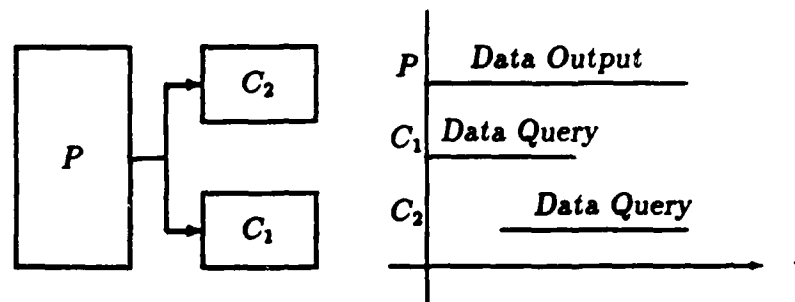 P
C₂
C₁
P Data Output
C₁ Data Query
C₂ Data Query